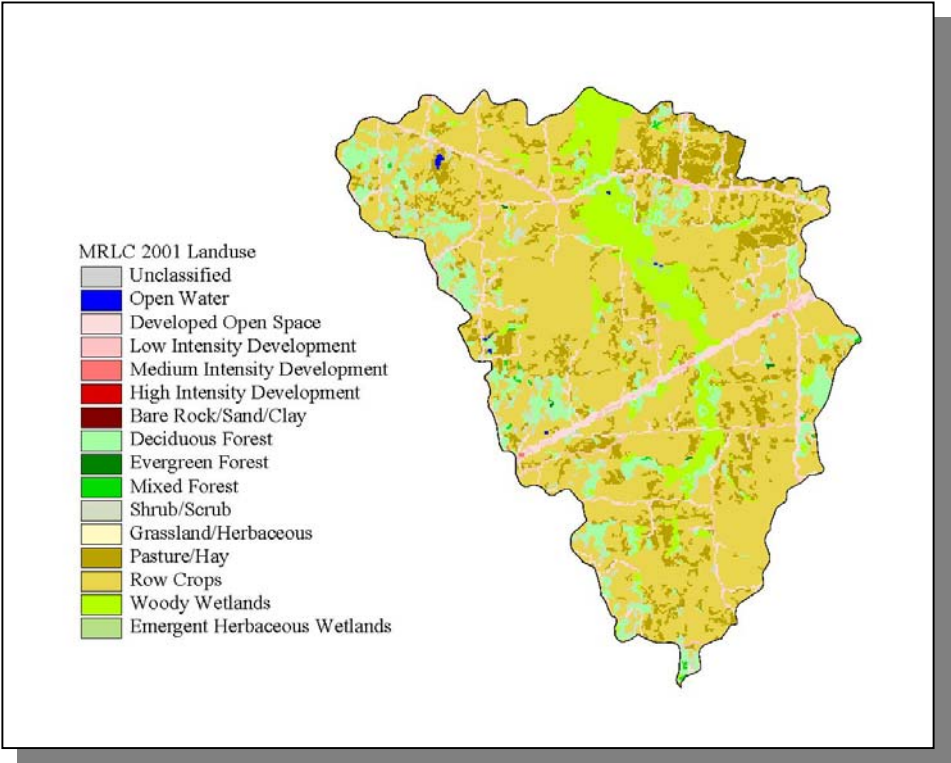 MRLC 2001 Landuse
Unclassified
Open Water
Developed Open Space
Low Intensity Development
Medium Intensity Development
High Intensity Development
Bare Rock/Sand/Clay
Deciduous Forest
Evergreen Forest
Mixed Forest
Shrub/Scrub
Grassland/Herbaceous
Pasture/Hay
Row Crops
Woody Wetlands
Emergent Herbaceous Wetlands